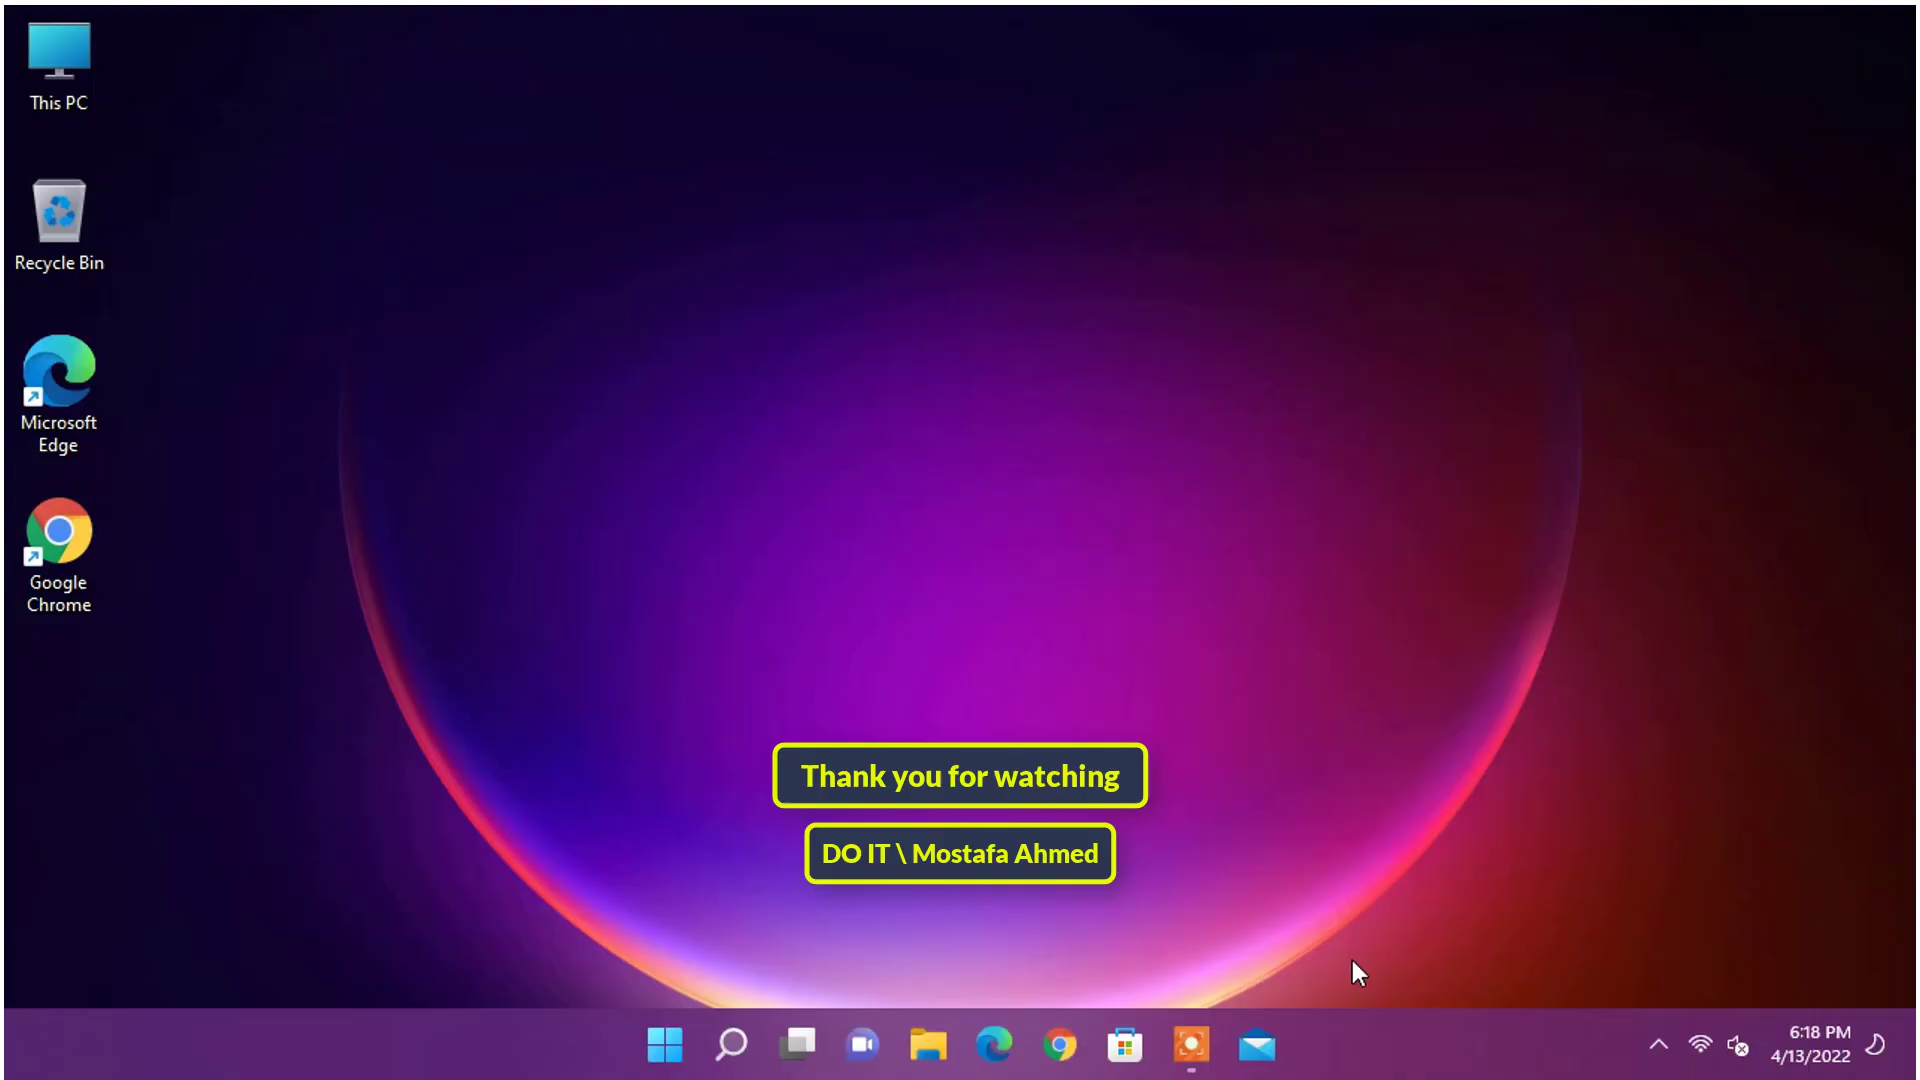 This PC
Recycle Bin
Microsoft
Edge
Google
Chrome
Thank you for watching
DO IT \ Mostafa Ahmed
6:18 PM
4/13/2022